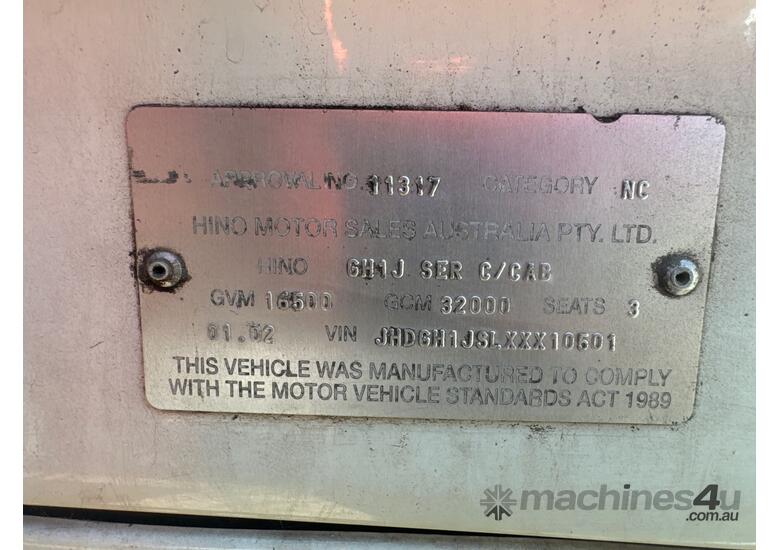 APPROVAL NO. 11317 CATEGORY NC
HINO MOTOR SALES AUSTRALIA PTY. LTD.
HINO GH1J SER C/CAB
GVM 16500 GCM 32000 SEATS 3
01.02 VIN JHDGH1JSLXXX10501
THIS VEHICLE WAS MANUFACTURED TO COMPLY
WITH THE MOTOR VEHICLE STANDARDS ACT 1989
machines4u
.com.au